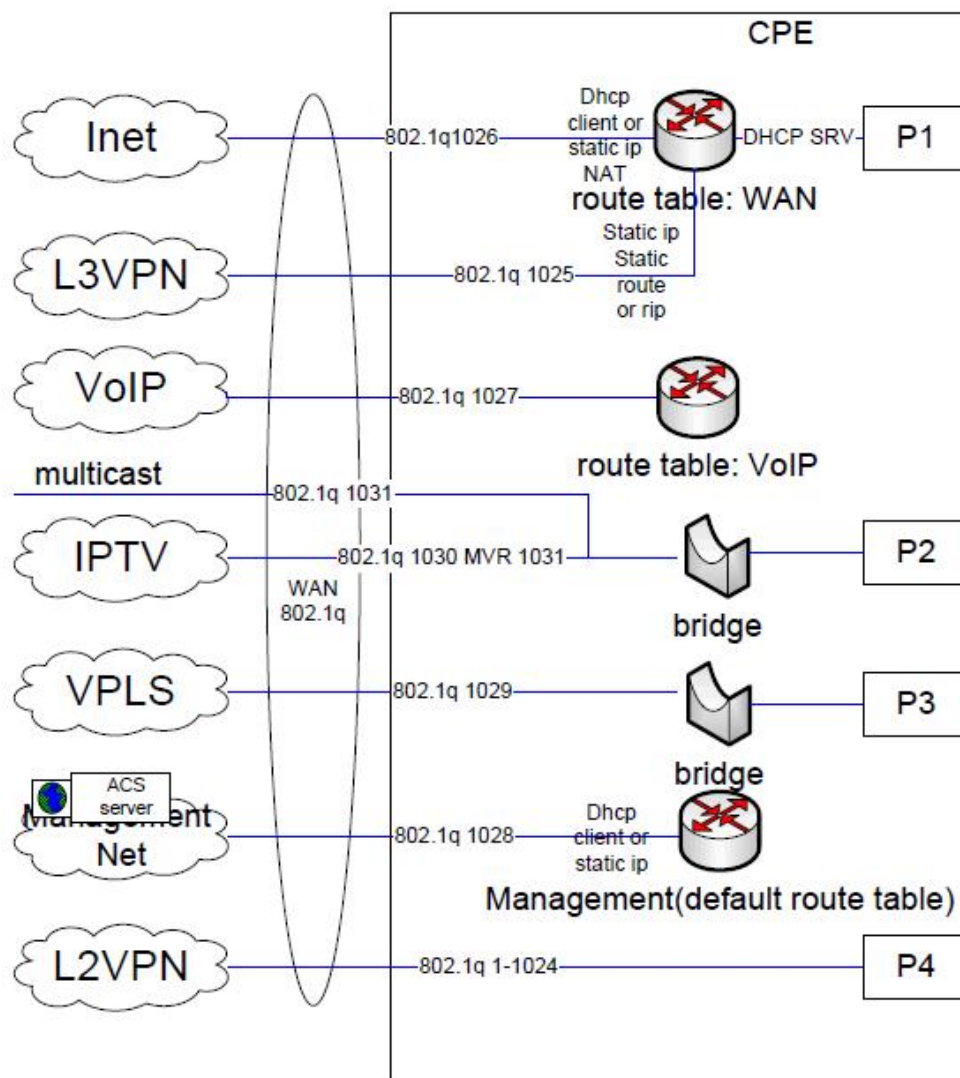 CPE
Inet
802.1q1026
Dhcp
client or
static ip
NAT
DHCP SRV
P1
route table: WAN
L3VPN
802.1q 1025
Static ip
Static
route
or rip
VoIP
802.1q 1027
route table: VoIP
multicast
802.1q 1031
IPTV
802.1q 1030 MVR 1031
P2
bridge
WAN
802.1q
VPLS
802.1q 1029
P3
bridge
ACS
server
Management
Net
802.1q 1028
Dhcp
client or
static ip
Management(default route table)
L2VPN
802.1q 1-1024
P4